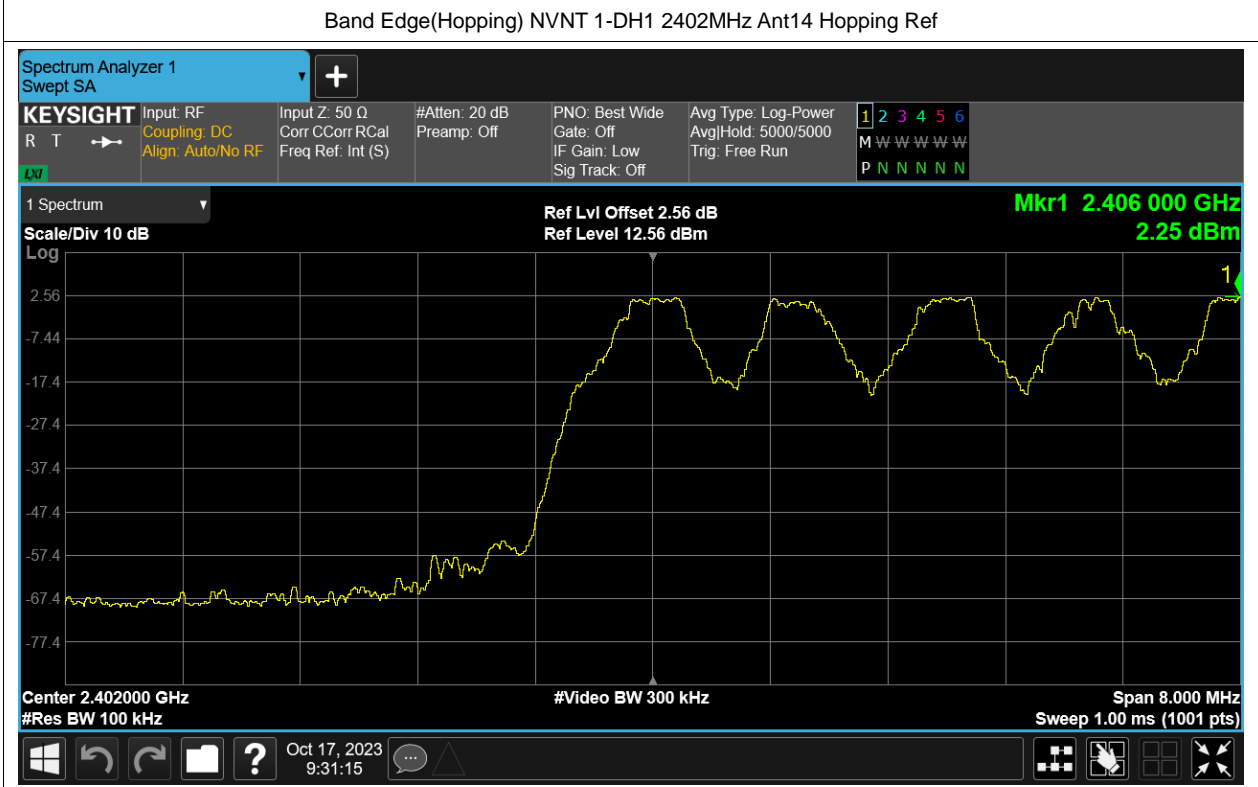 Band Edge(Hopping) NVNT 1-DH1 2402MHz Ant14 Hopping Ref
Spectrum Analyzer 1
Swept SA
KEYSIGHT
R T
LXI
Input: RF
Coupling: DC
Align: Auto/No RF
Input Z: 50 Ω
Corr CCorr RCal
Freq Ref: Int (S)
#Atten: 20 dB
Preamp: Off
PNO: Best Wide
Gate: Off
IF Gain: Low
Sig Track: Off
Avg Type: Log-Power
Avg|Hold: 5000/5000
Trig: Free Run
1 2 3 4 5 6
M W W W W W
P N N N N N
1 Spectrum
Scale/Div 10 dB
Ref Lvl Offset 2.56 dB
Ref Level 12.56 dBm
Mkr1 2.406 000 GHz
2.25 dBm
Log
1
2.56
-7.44
-17.4
-27.4
-37.4
-47.4
-57.4
-67.4
-77.4
Center 2.402000 GHz
#Video BW 300 kHz
Span 8.000 MHz
#Res BW 100 kHz
Sweep 1.00 ms (1001 pts)
?
Oct 17, 2023
9:31:15